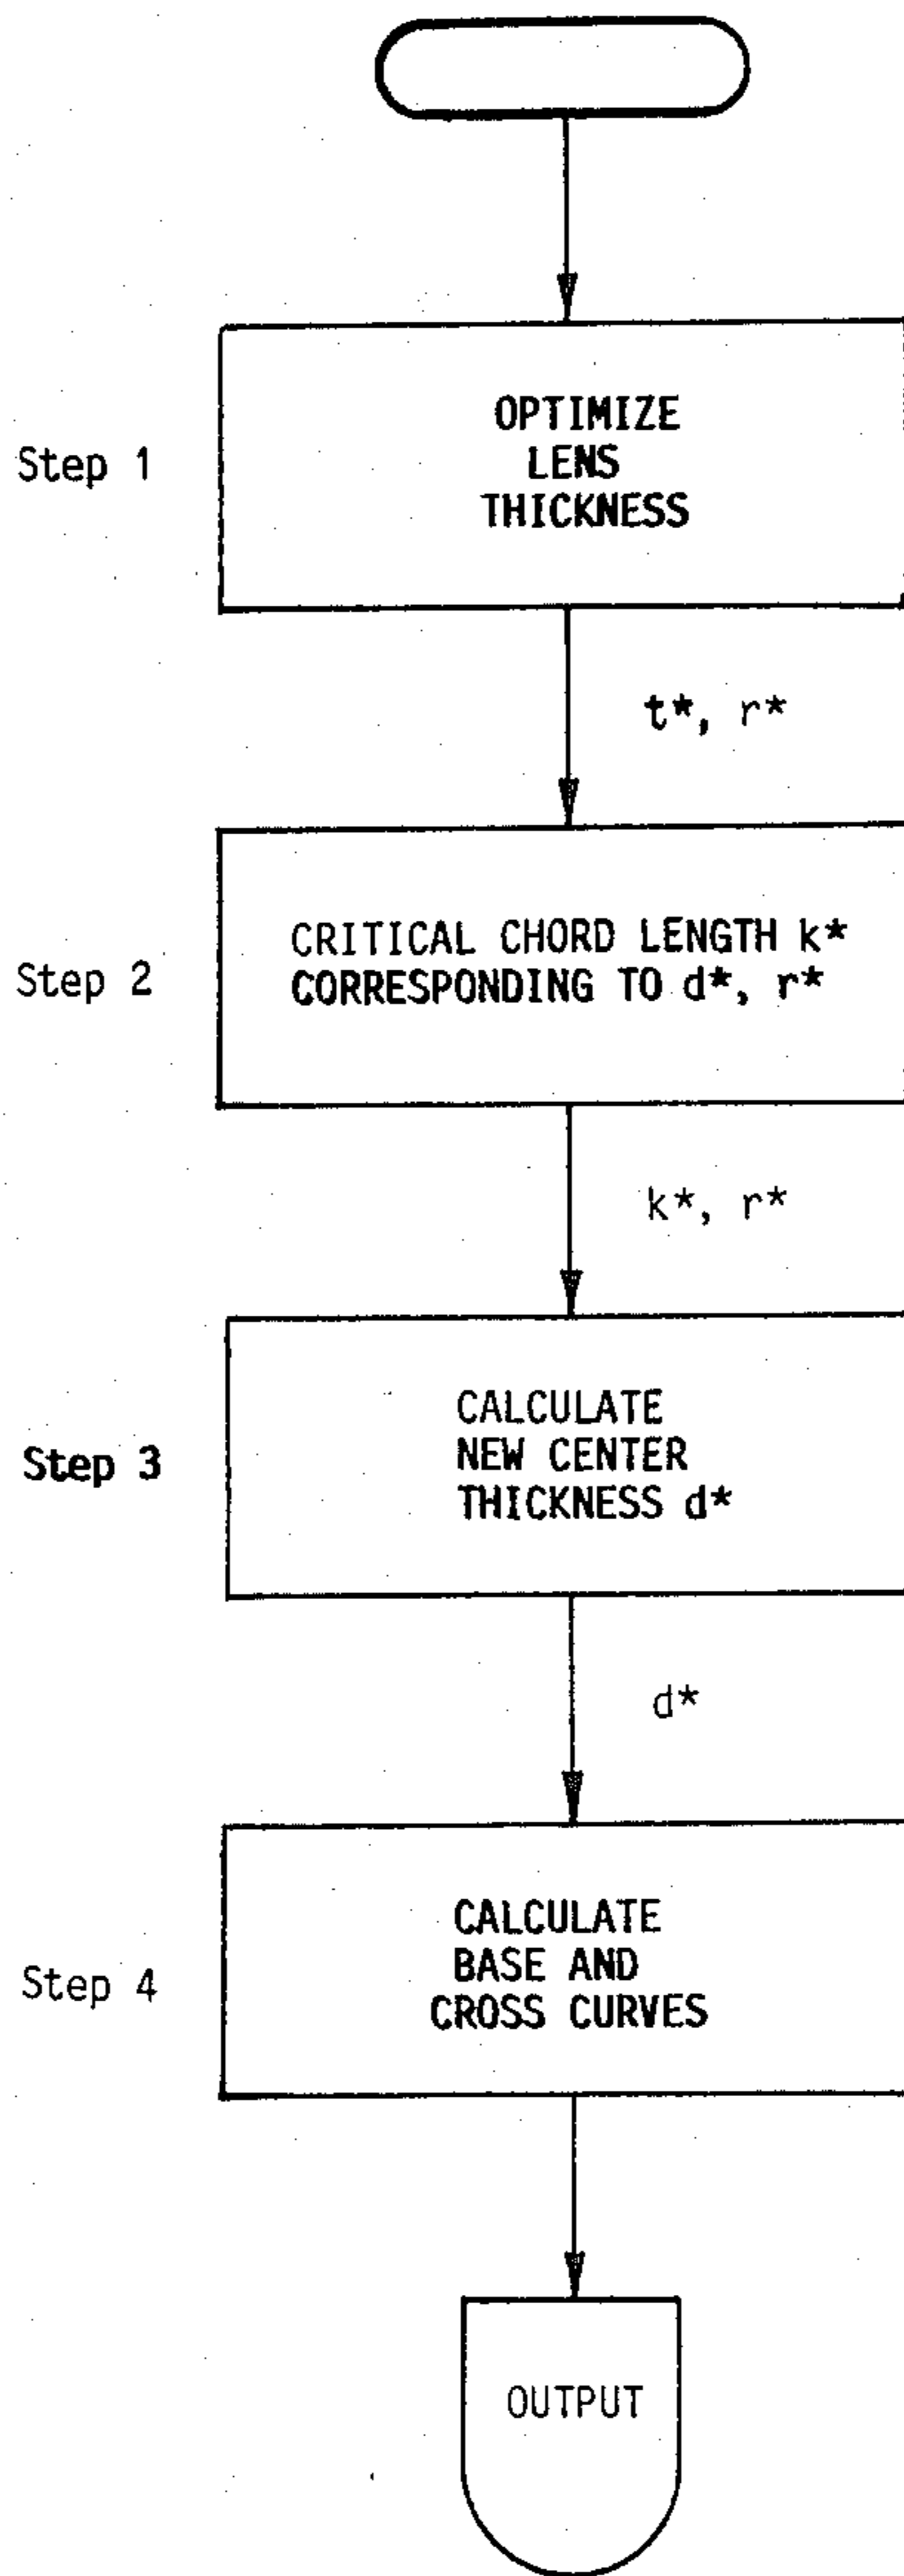 Step 1
OPTIMIZE
LENS
THICKNESS
t*, r*
Step 2
CRITICAL CHORD LENGTH k*
CORRESPONDING TO d*, r*
k*, r*
Step 3
CALCULATE
NEW CENTER
THICKNESS d*
d*
Step 4
CALCULATE
BASE AND
CROSS CURVES
OUTPUT